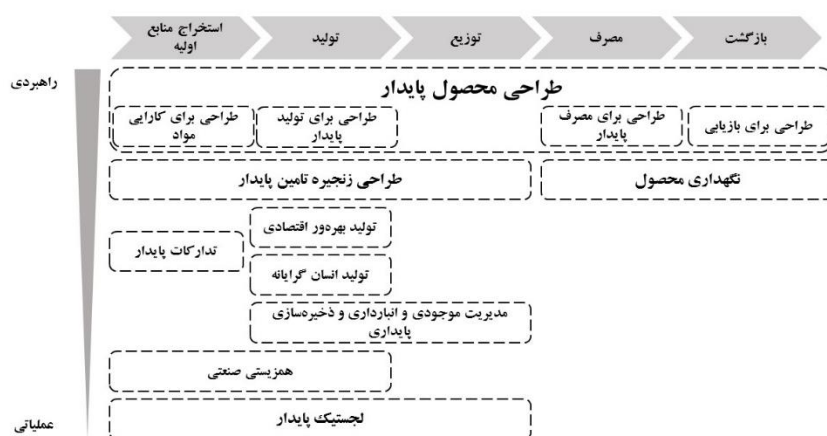 استخراج منابع
اولیه
تولید
توزیع
مصرف
بازگشت
راهبردی
طراحی محصول پایدار
طراحی برای کارایی
مواد
طراحی برای تولید
پایدار
طراحی برای مصرف
پایدار
طراحی برای بازیابی
طراحی زنجیره تامین پایدار
نگهداری محصول
تولید بهره‌ور اقتصادی
تدارکات پایدار
تولید انسان گرایانه
مدیریت موجودی و انبارداری و ذخیره‌سازی
پایداری
همزیستی صنعتی
لجستیک پایدار
عملیاتی